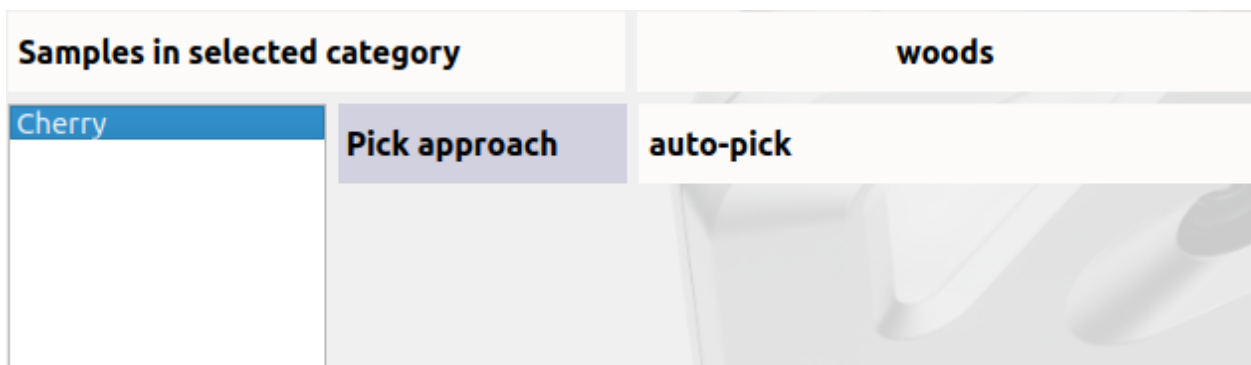 Samples in selected category
woods
Cherry
Pick approach
auto-pick